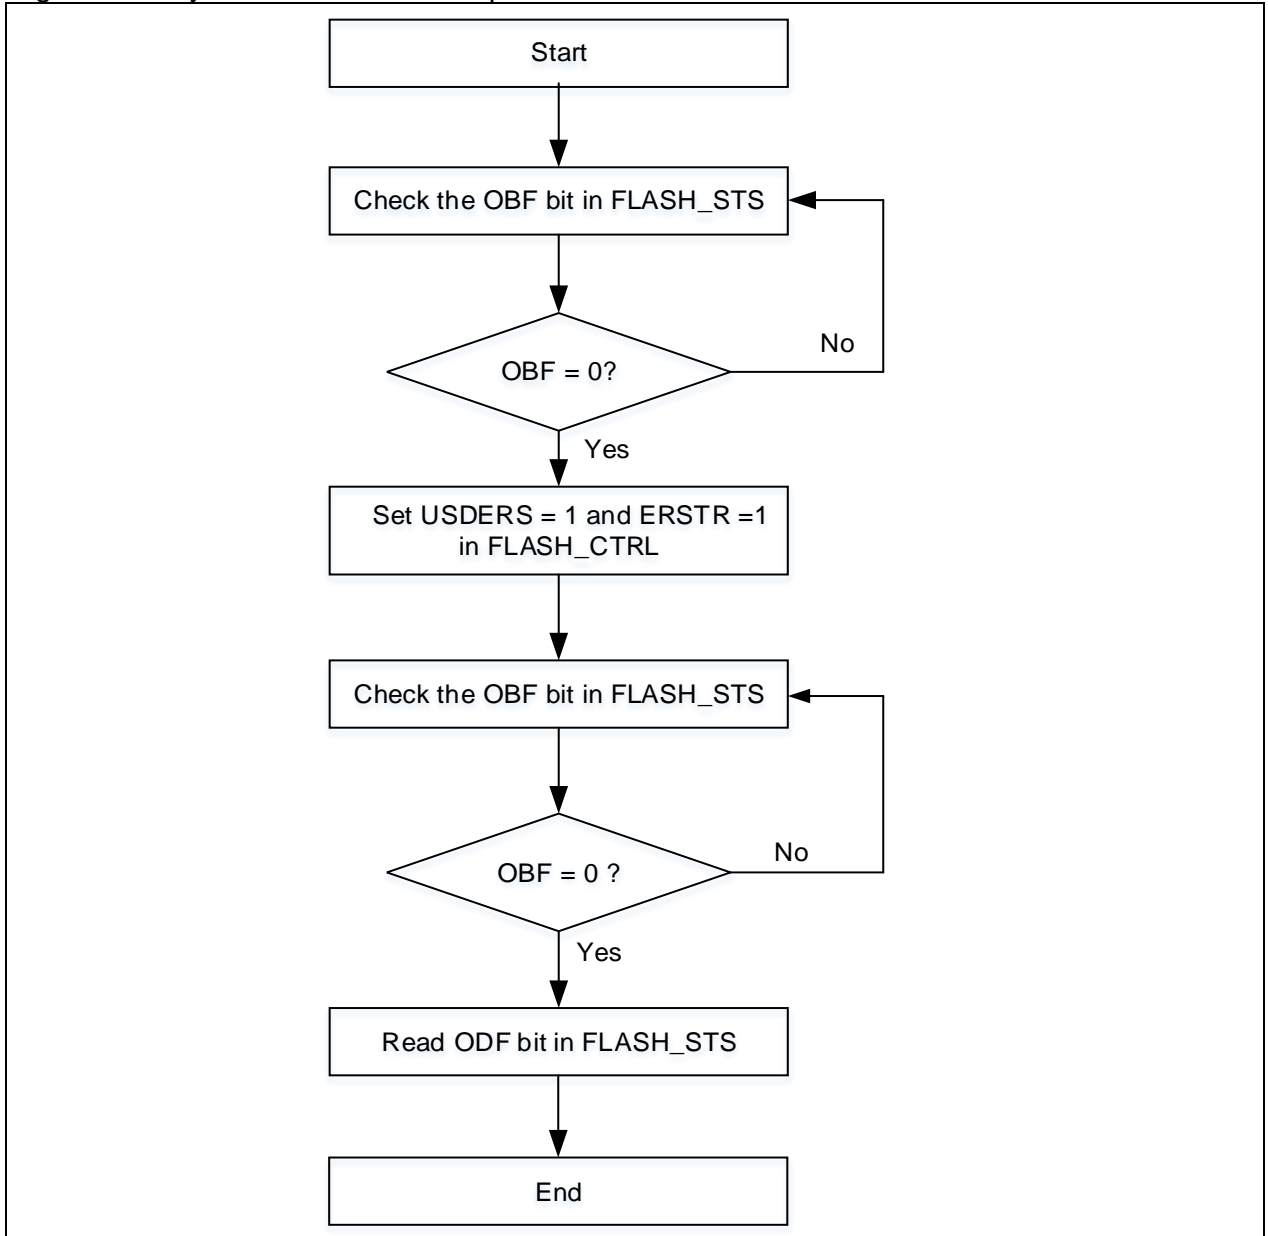 Start
Check the OBF bit in FLASH_STS
No
OBF = 0?
Yes
Set USDERS = 1 and ERSTR =1
in FLASH_CTRL
Check the OBF bit in FLASH_STS
No
OBF = 0 ?
Yes
Read ODF bit in FLASH_STS
End